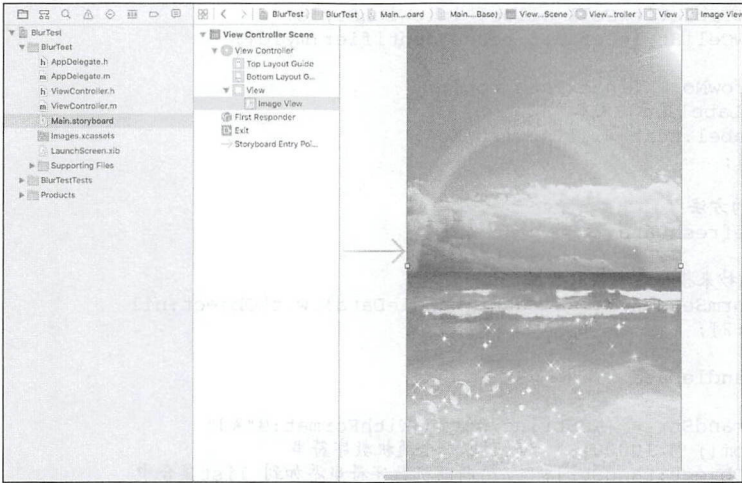 BlurTest BlurTest Main....oard Main....Base) View...Scene View...troller View Image View
BlurTest
BlurTest
h AppDelegate.h
m AppDelegate.m
h ViewController.h
m ViewController.m
Main.storyboard
Images.xcassets
LaunchScreen.xib
Supporting Files
BlurTestTests
Products
View Controller Scene
View Controller
Top Layout Guide
Bottom Layout G...
View
Image View
First Responder
Exit
Storyboard Entry Poi...